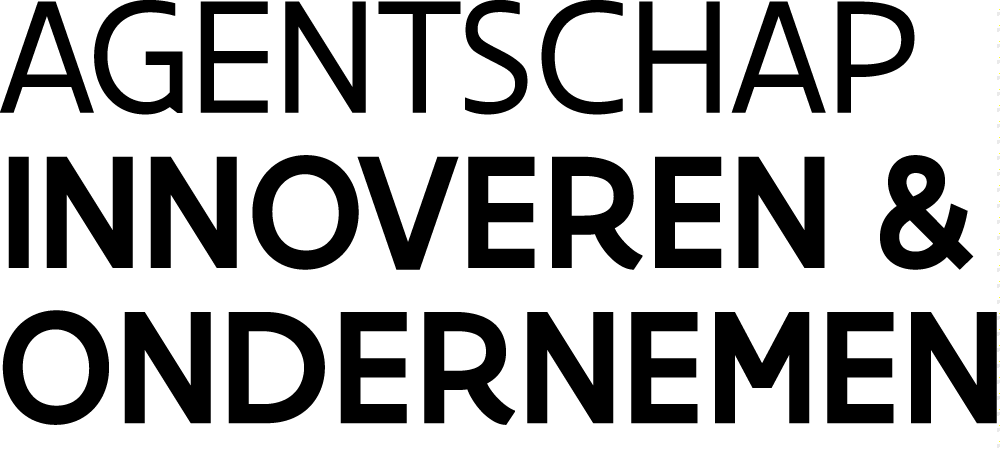 AGENTSCHAP
INNOVEREN &
ONDERNEMEN